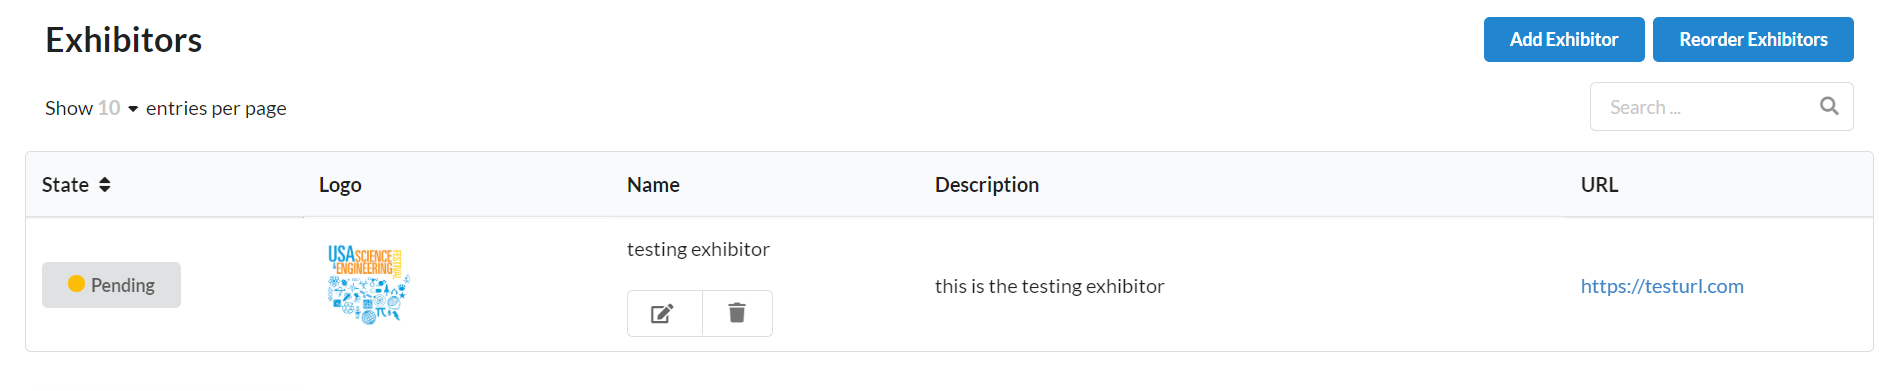 Exhibitors
Add Exhibitor
Reorder Exhibitors
Show 10 entries per page
Search ...
State
Logo
Name
Description
URL
Pending
USA SCIENCE
& ENGINEERING
FESTIVAL
testing exhibitor
this is the testing exhibitor
https://testurl.com